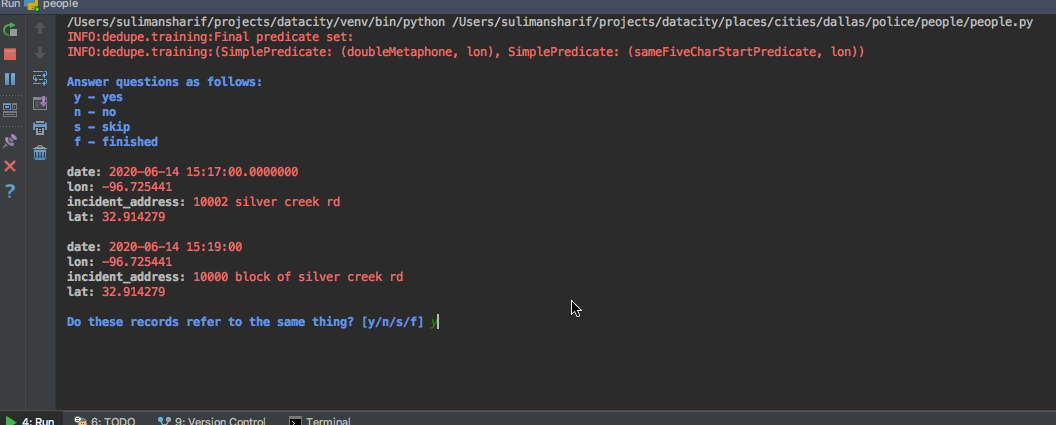 Run people
/Users/sulimansharif/projects/datacity/venv/bin/python /Users/sulimansharif/projects/datacity/places/cities/dallas/police/people/people.py
INFO:dedupe.training:Final predicate set:
INFO:dedupe.training:(SimplePredicate: (doubleMetaphone, lon), SimplePredicate: (sameFiveCharStartPredicate, lon))
Answer questions as follows:
y - yes
n - no
s - skip
f - finished
date: 2020-06-14 15:17:00.0000000
lon: -96.725441
incident_address: 10002 silver creek rd
lat: 32.914279
date: 2020-06-14 15:19:00
lon: -96.725441
incident_address: 10000 block of silver creek rd
lat: 32.914279
Do these records refer to the same thing? [y/n/s/f] y
4: Run 6: TODO 9: Version Control Terminal